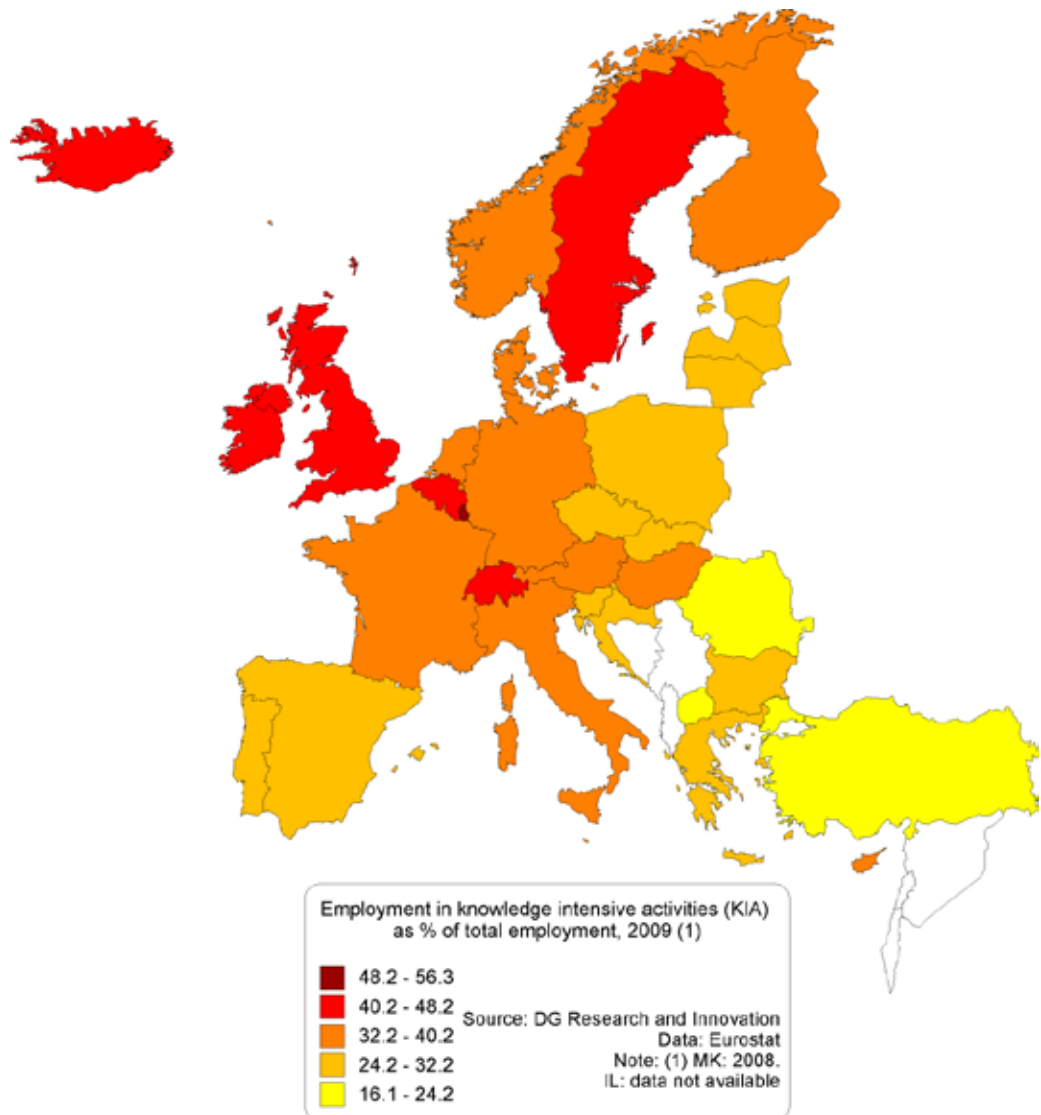 Employment in knowledge intensive activities (KIA)
as % of total employment, 2009 (1)
48.2 - 56.3
40.2 - 48.2
32.2 - 40.2
24.2 - 32.2
16.1 - 24.2
Source: DG Research and Innovation
Data: Eurostat
Note: (1) MK: 2008.
IL: data not available